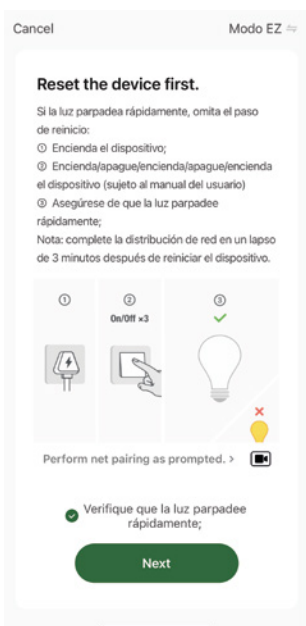 Cancel Modo EZ
Reset the device first.
Si la luz parpadea rápidamente, omita el paso
de reinicio:
① Encienda el dispositivo;
② Encienda/apague/encienda/apague/encienda
el dispositivo (sujeto al manual del usuario)
③ Asegúrese de que la luz parpadee
rápidamente;
Nota: complete la distribución de red en un lapso
de 3 minutos después de reiniciar el dispositivo.
① ② ③
On/Off ×3
Perform net pairing as prompted. >
Verifique que la luz parpadee
rápidamente;
Next